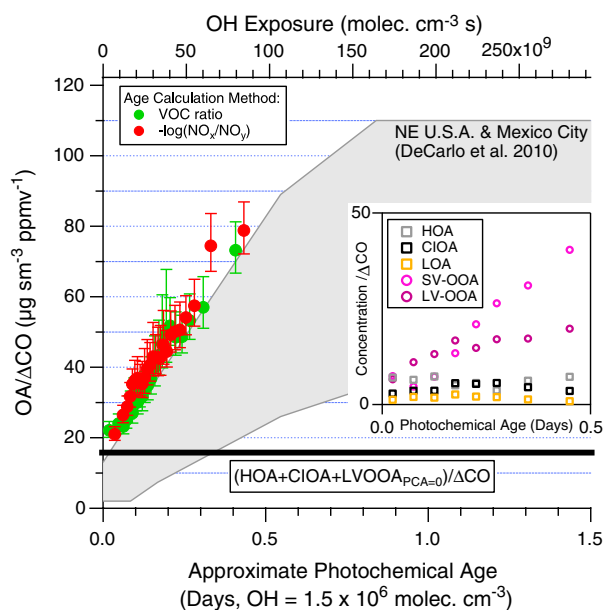 OH Exposure (molec. cm-3 s)
0 50 100 150 200 250x10⁹
OA/ΔCO (µg sm-3 ppmv-1)
120
100
80
60
40
20
0
Age Calculation Method:
VOC ratio
-log(NOx/NOy)
NE U.S.A. & Mexico City
(DeCarlo et al. 2010)
Concentration /ΔCO
50
0
HOA
CIOA
LOA
SV-OOA
LV-OOA
0.0 0.5
Photochemical Age (Days)
(HOA+CIOA+LVOOAPCA=0)/ΔCO
0.0 0.5 1.0 1.5
Approximate Photochemical Age
(Days, OH = 1.5 x 10⁶ molec. cm-3)